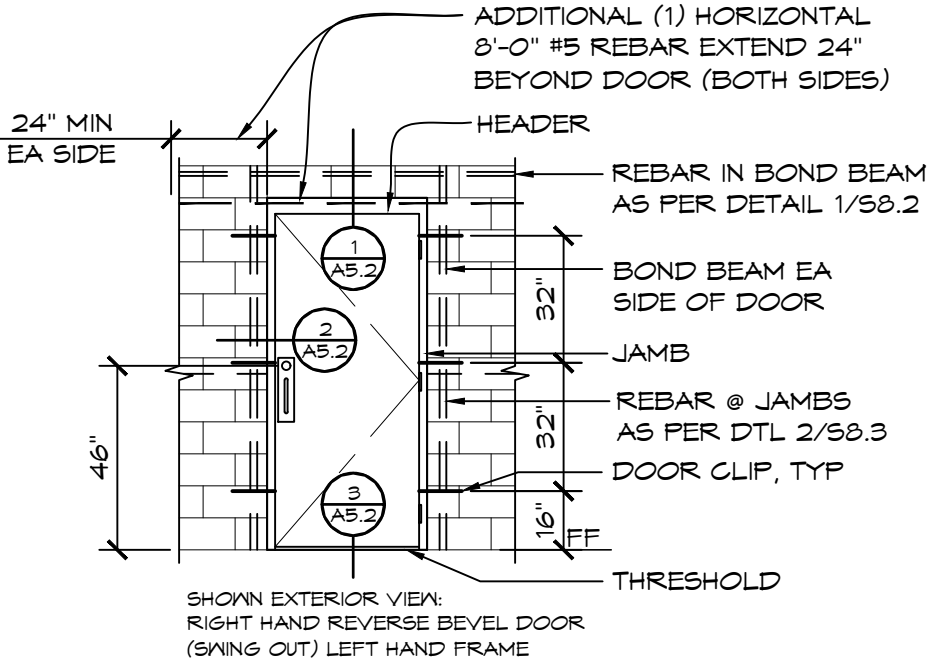 ADDITIONAL (1) HORIZONTAL
8'-0" #5 REBAR EXTEND 24"
BEYOND DOOR (BOTH SIDES)
24" MIN
EA SIDE
HEADER
REBAR IN BOND BEAM
AS PER DETAIL 1/S8.2
1
A5.2
BOND BEAM EA
SIDE OF DOOR
32"
2
A5.2
JAMB
REBAR @ JAMBS
AS PER DTL 2/S8.3
32"
46"
DOOR CLIP, TYP
3
A5.2
16"
FF
THRESHOLD
SHOWN EXTERIOR VIEW:
RIGHT HAND REVERSE BEVEL DOOR
(SWING OUT) LEFT HAND FRAME